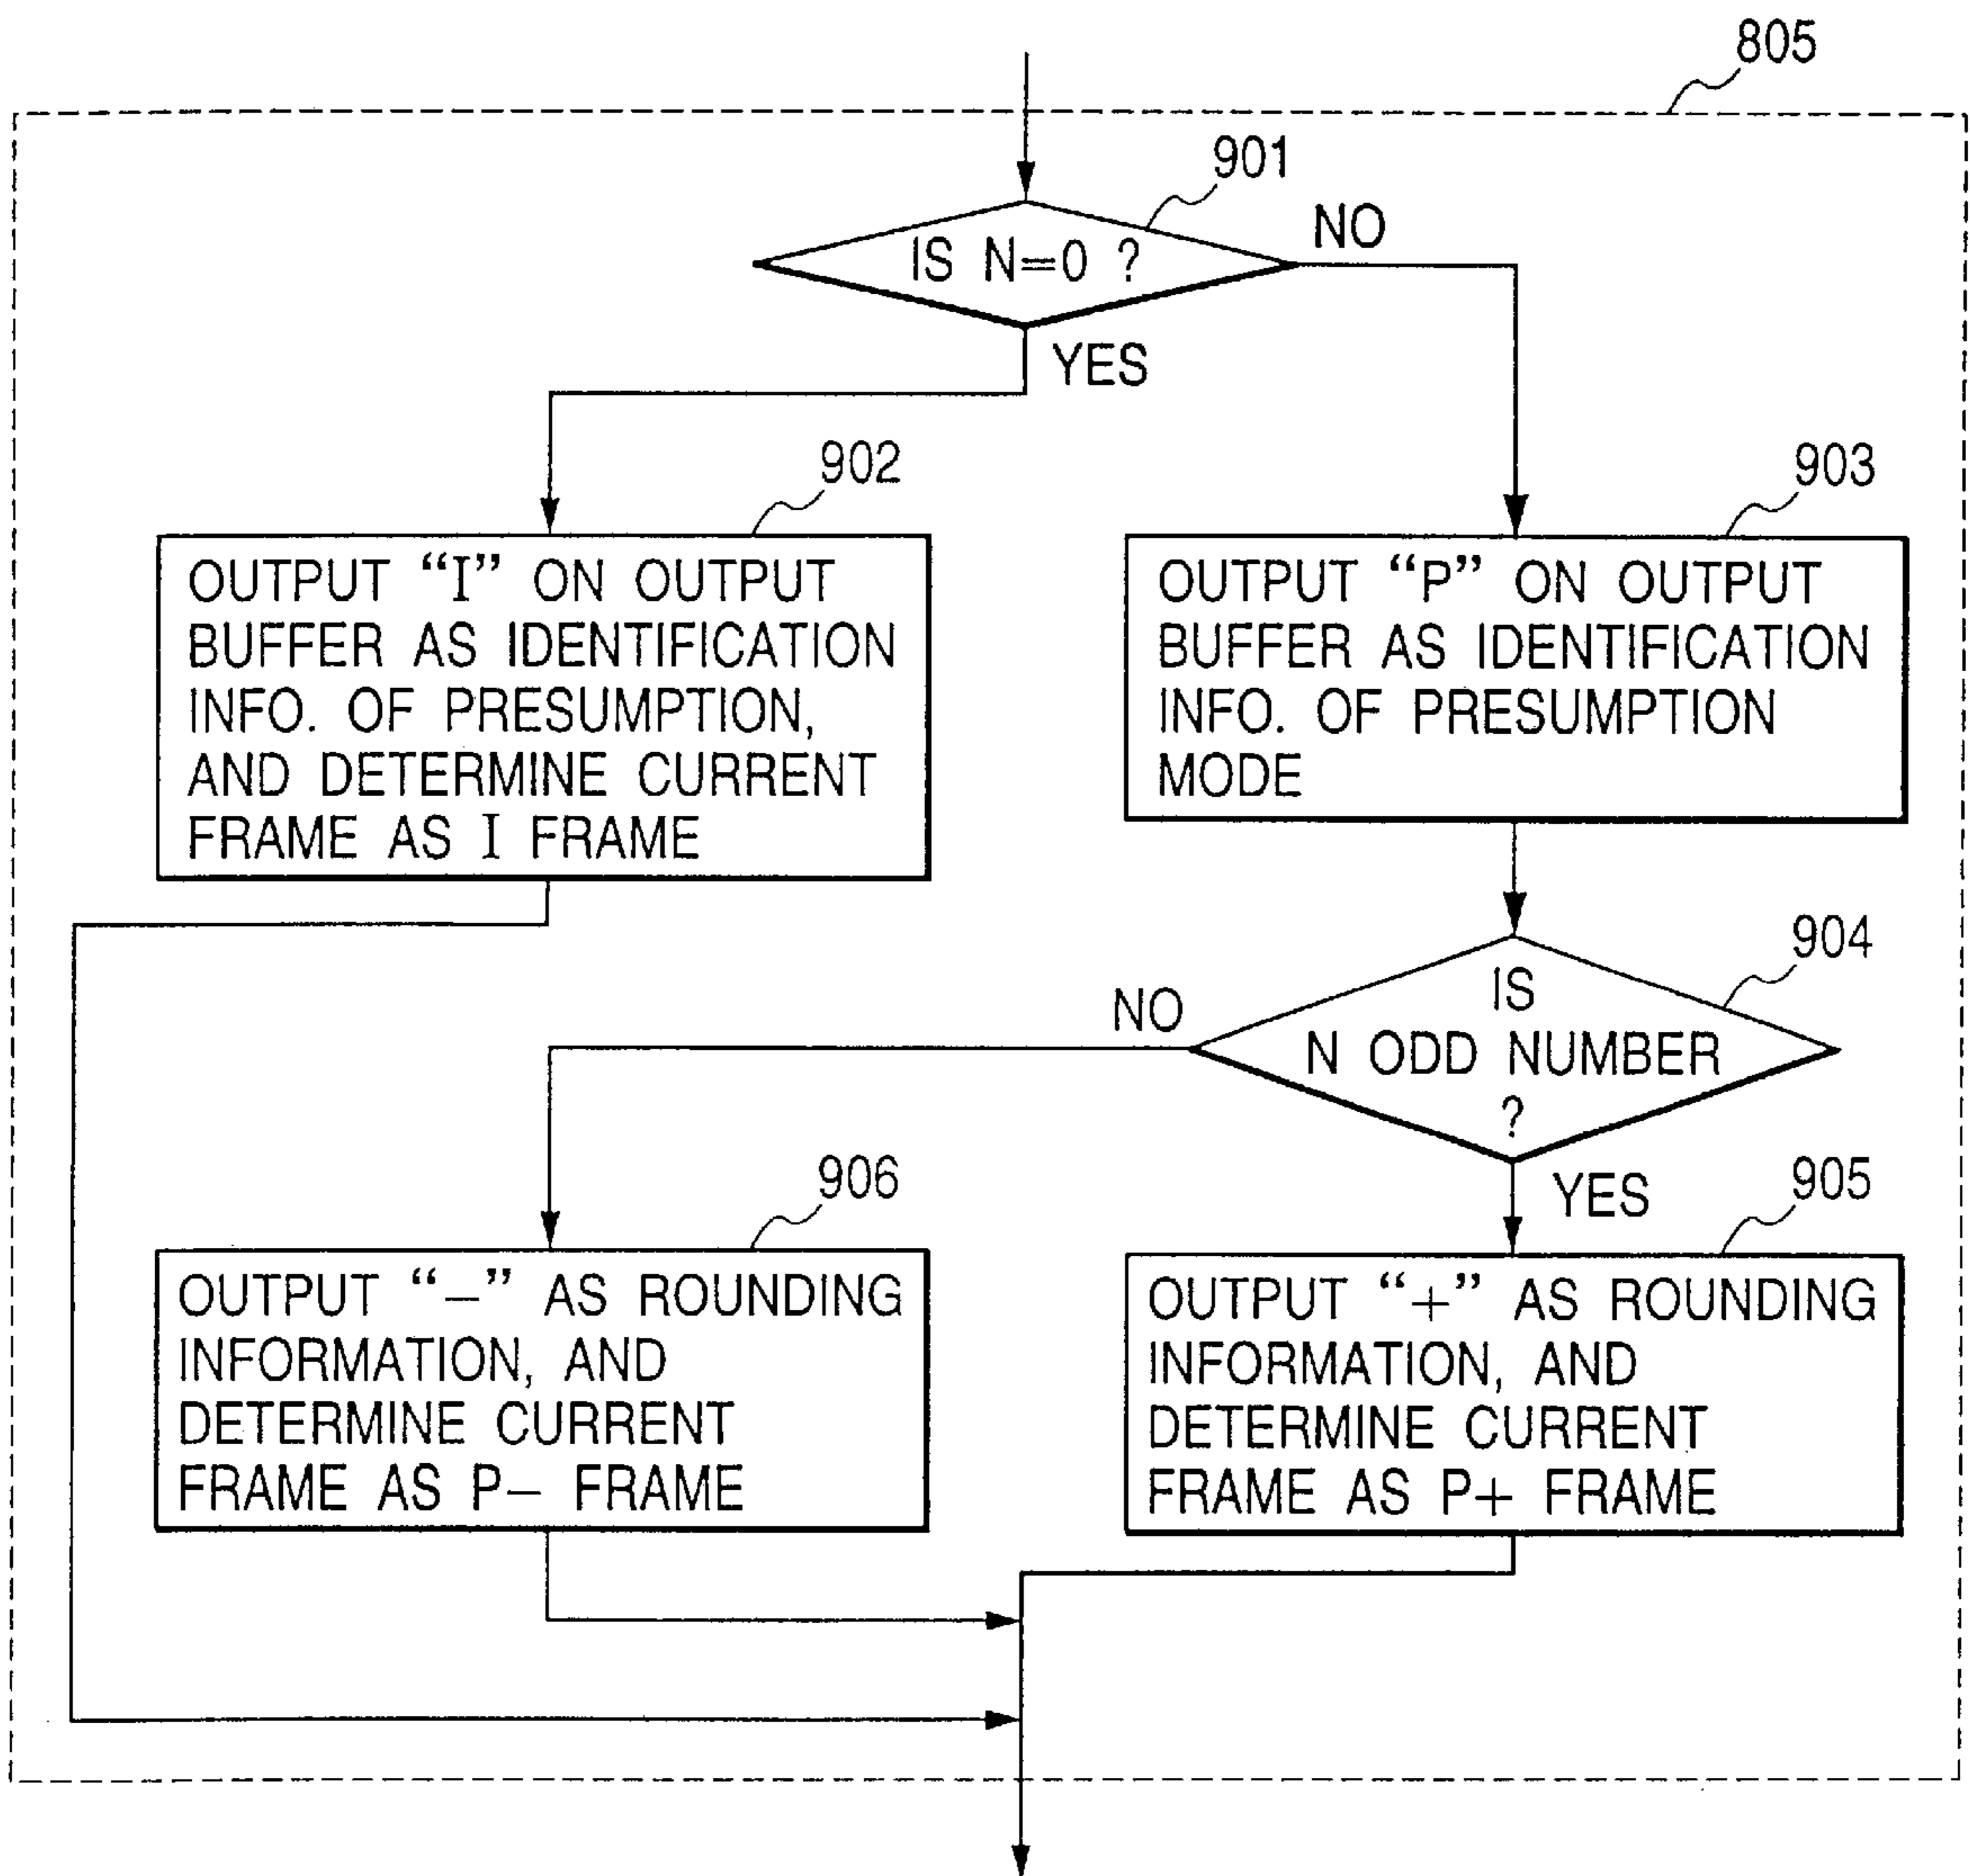 805
901
IS N=0 ?
NO
YES
902
OUTPUT “I” ON OUTPUT
BUFFER AS IDENTIFICATION
INFO. OF PRESUMPTION,
AND DETERMINE CURRENT
FRAME AS I FRAME
903
OUTPUT “P” ON OUTPUT
BUFFER AS IDENTIFICATION
INFO. OF PRESUMPTION
MODE
904
IS
N ODD NUMBER
?
NO
YES
906
OUTPUT “−” AS ROUNDING
INFORMATION, AND
DETERMINE CURRENT
FRAME AS P− FRAME
905
OUTPUT “+” AS ROUNDING
INFORMATION, AND
DETERMINE CURRENT
FRAME AS P+ FRAME